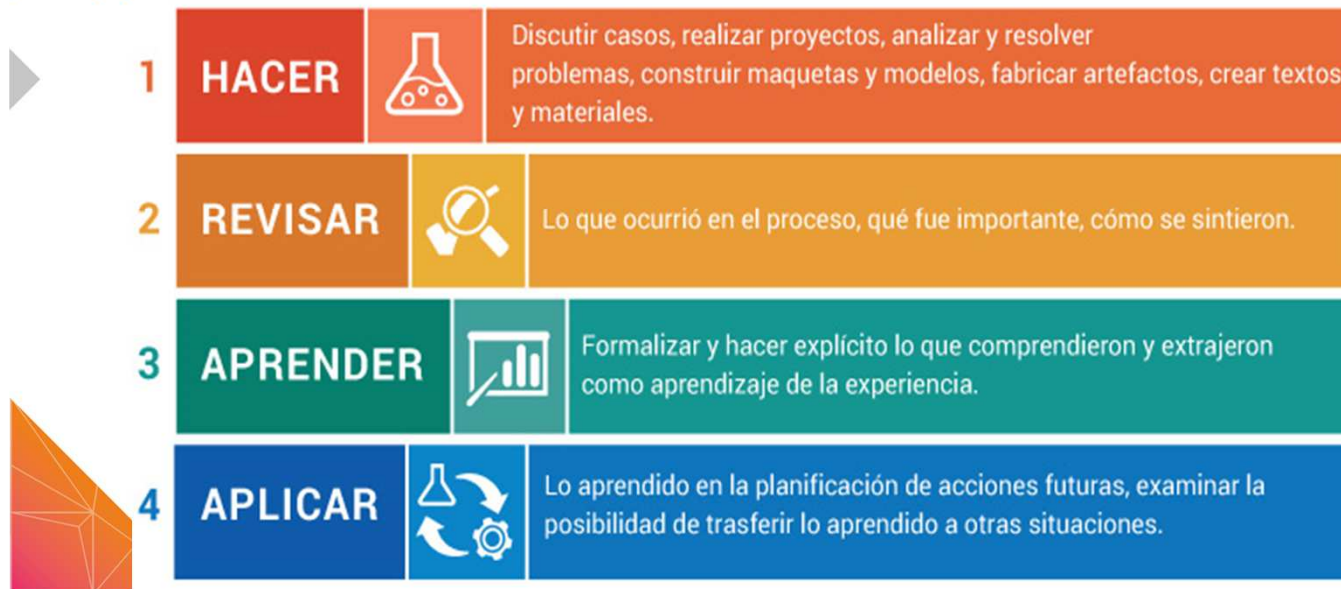 1 HACER
Discutir casos, realizar proyectos, analizar y resolver
problemas, construir maquetas y modelos, fabricar artefactos, crear textos
y materiales.
2 REVISAR
Lo que ocurrió en el proceso, qué fue importante, cómo se sintieron.
3 APRENDER
Formalizar y hacer explícito lo que comprendieron y extrajeron
como aprendizaje de la experiencia.
4 APLICAR
Lo aprendido en la planificación de acciones futuras, examinar la
posibilidad de trasferir lo aprendido a otras situaciones.